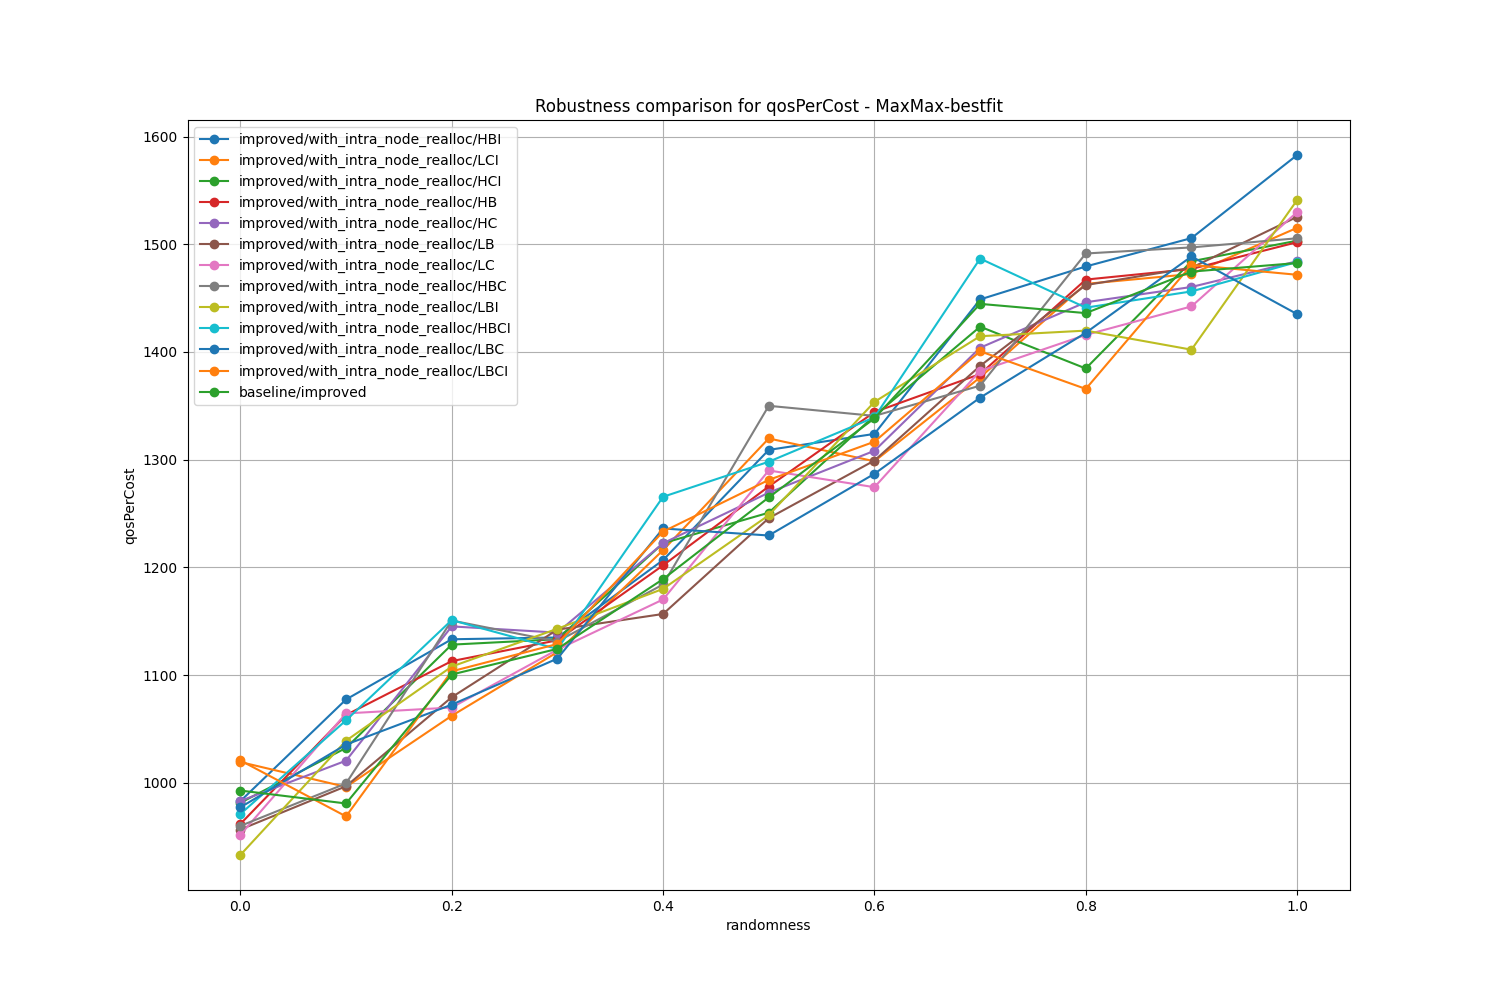 Robustness comparison for qosPerCost - MaxMax-bestfit
improved/with_intra_node_realloc/HBI
improved/with_intra_node_realloc/LCI
improved/with_intra_node_realloc/HCI
improved/with_intra_node_realloc/HB
improved/with_intra_node_realloc/HC
improved/with_intra_node_realloc/LB
improved/with_intra_node_realloc/LC
improved/with_intra_node_realloc/HBC
improved/with_intra_node_realloc/LBI
improved/with_intra_node_realloc/HBCI
improved/with_intra_node_realloc/LBC
improved/with_intra_node_realloc/LBCI
baseline/improved
1600
1500
1400
1300
1200
1100
1000
qosPerCost
0.0 0.2 0.4 0.6 0.8 1.0
randomness